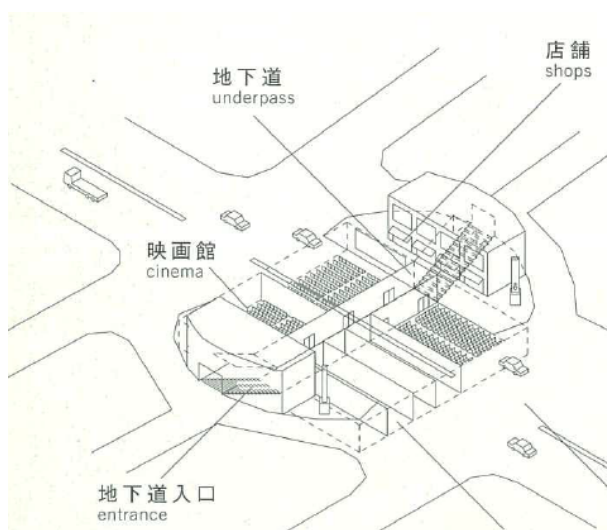 店舗
shops
地下道
underpass
映画館
cinema
地下道入口
entrance